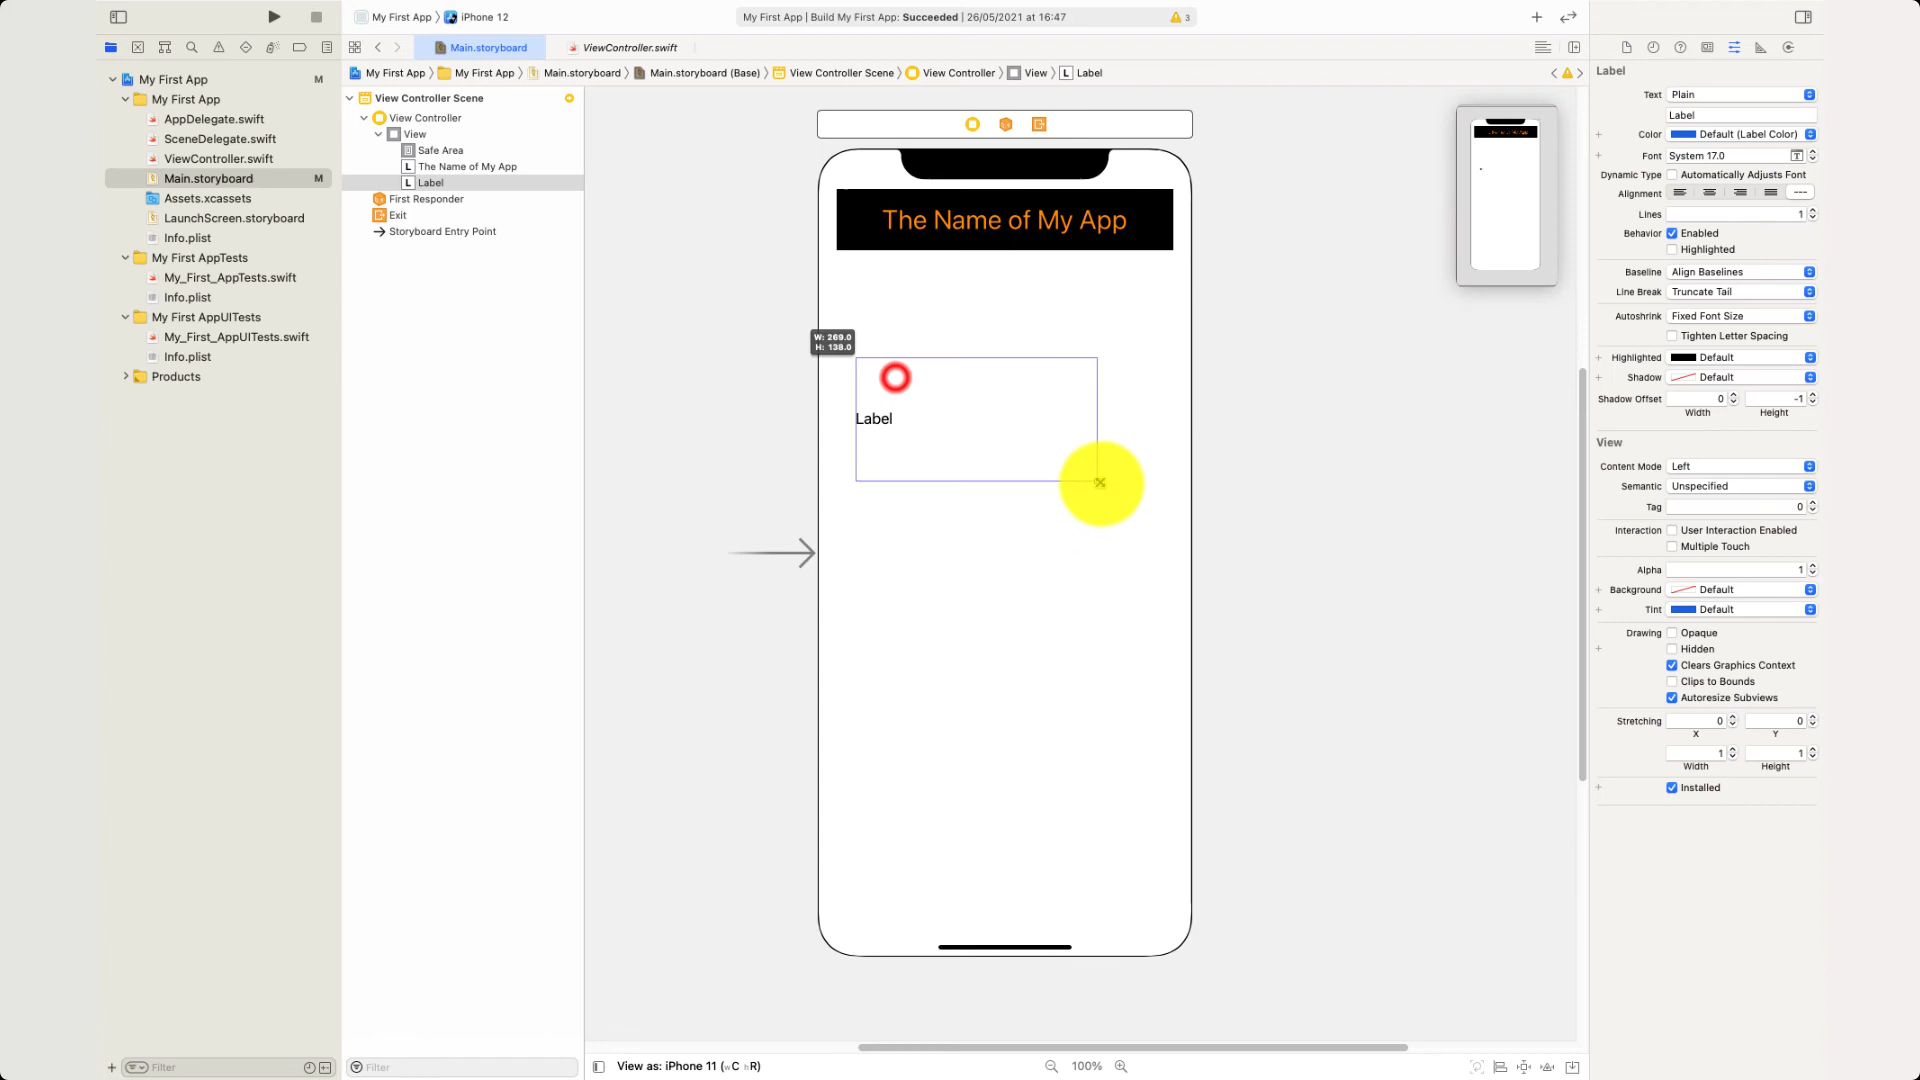 My First App 〉 iPhone 12
My First App | Build My First App: Succeeded | 26/05/2021 at 16:47
3
Main.storyboard
ViewController.swift
My First App 〉 My First App 〉 Main.storyboard 〉 Main.storyboard (Base) 〉 View Controller Scene 〉 View Controller 〉 View 〉 L Label
My First App M
My First App
AppDelegate.swift
SceneDelegate.swift
ViewController.swift
Main.storyboard M
Assets.xcassets
LaunchScreen.storyboard
Info.plist
My First AppTests
My_First_AppTests.swift
Info.plist
My First AppUITests
My_First_AppUITests.swift
Info.plist
Products
Filter
View Controller Scene
View Controller
View
Safe Area
L The Name of My App
L Label
First Responder
Exit
Storyboard Entry Point
Filter
The Name of My App
W: 269.0
H: 138.0
Label
View as: iPhone 11 (wC hR)
100%
Label
Text Plain
Label
Color Default (Label Color)
Font System 17.0
Dynamic Type Automatically Adjusts Font
Alignment
Lines 1
Behavior Enabled
Highlighted
Baseline Align Baselines
Line Break Truncate Tail
Autoshrink Fixed Font Size
Tighten Letter Spacing
Highlighted Default
Shadow Default
Shadow Offset 0 -1
Width Height
View
Content Mode Left
Semantic Unspecified
Tag 0
Interaction User Interaction Enabled
Multiple Touch
Alpha 1
Background Default
Tint Default
Drawing Opaque
Hidden
Clears Graphics Context
Clips to Bounds
Autoresize Subviews
Stretching 0 0
X Y
1 1
Width Height
Installed